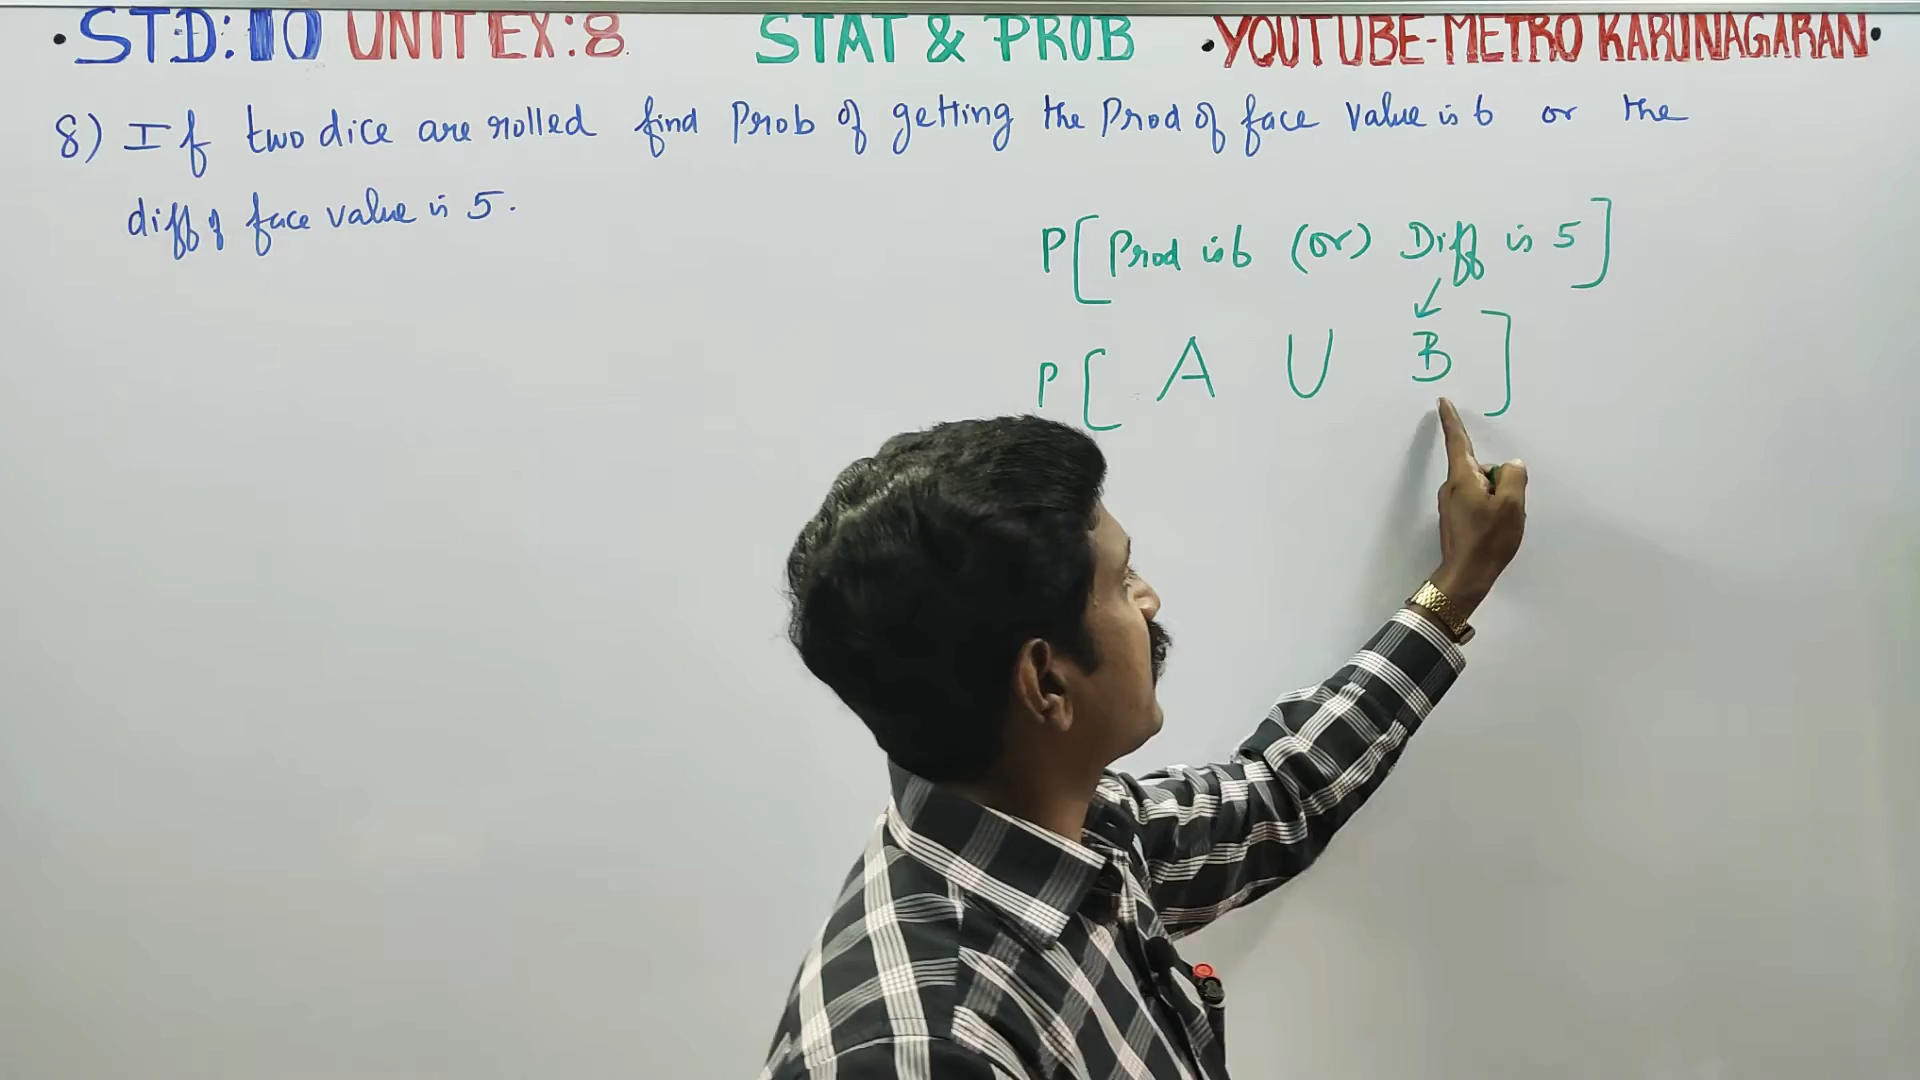 •STD:10 UNIT EX:8. STAT & PROB •YOUTUBE-METRO KARUNAGARAN•
8) If two dice are rolled find Prob of getting the Prod of face value is 6 or the
diff of face value is 5.
P[Prod is 6 (or) Diff is 5]
P[ A U B ]